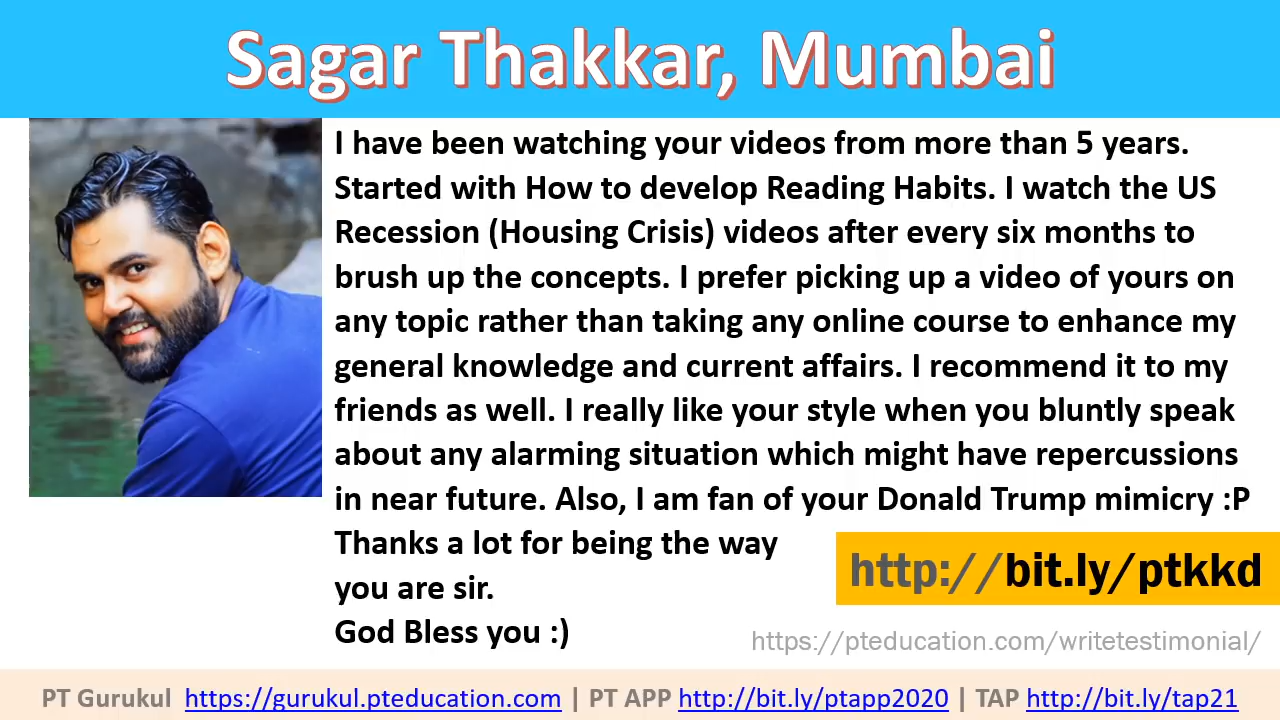 Sagar Thakkar, Mumbai
I have been watching your videos from more than 5 years.
Started with How to develop Reading Habits. I watch the US
Recession (Housing Crisis) videos after every six months to
brush up the concepts. I prefer picking up a video of yours on
any topic rather than taking any online course to enhance my
general knowledge and current affairs. I recommend it to my
friends as well. I really like your style when you bluntly speak
about any alarming situation which might have repercussions
in near future. Also, I am fan of your Donald Trump mimicry :P
Thanks a lot for being the way
you are sir.
God Bless you :)
http://bit.ly/ptkkd
https://pteducation.com/writetestimonial/
PT Gurukul https://gurukul.pteducation.com | PT APP http://bit.ly/ptapp2020 | TAP http://bit.ly/tap21